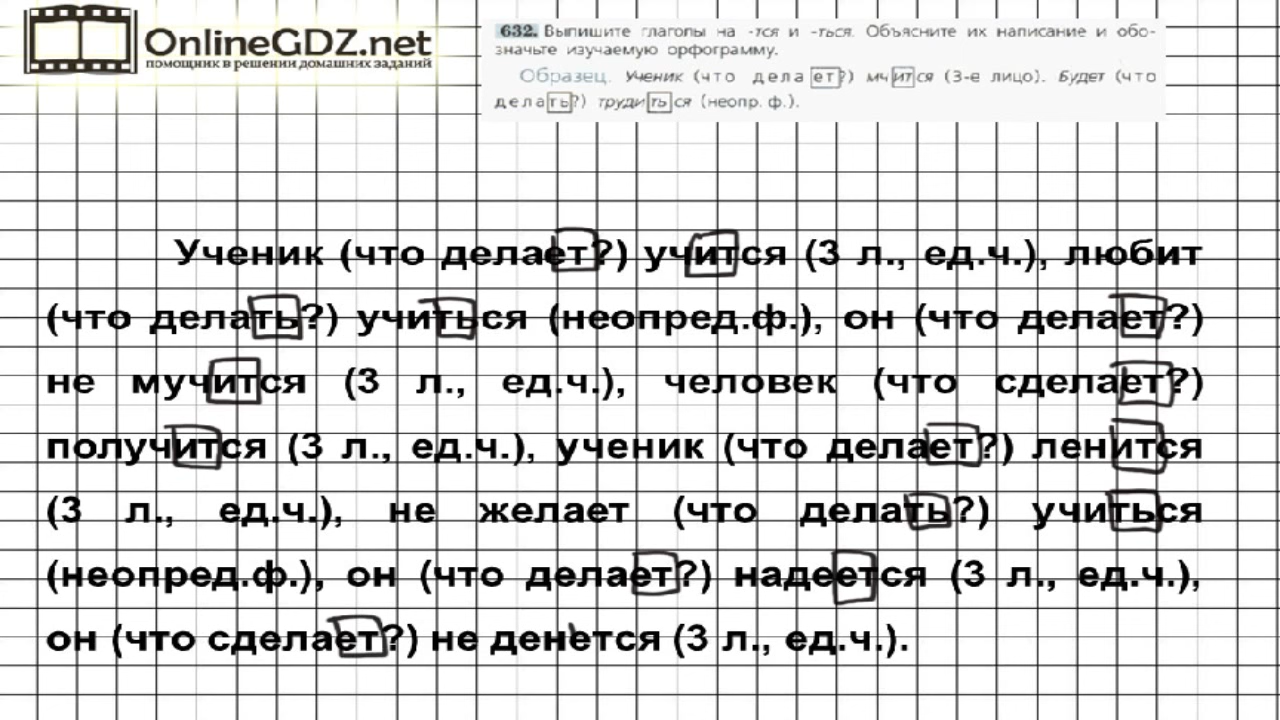 OnlineGDZ.net
помощник в решении домашних заданий
632. Выпишите глаголы на -тся и -ться. Объясните их написание и обо-
значьте изучаемую орфограмму.
Образец. Ученик (что делает?) мчится (3-е лицо). Будет (что
делать?) трудиться (неопр. ф.).
Ученик (что делает?) учится (3 л., ед.ч.), любит
(что делать?) учиться (неопред.ф.), он (что делает?)
не мучится (3 л., ед.ч.), человек (что сделает?)
получится (3 л., ед.ч.), ученик (что делает?) ленится
(3 л., ед.ч.), не желает (что делать?) учиться
(неопред.ф.), он (что делает?) надеется (3 л., ед.ч.),
он (что сделает?) не денется (3 л., ед.ч.).